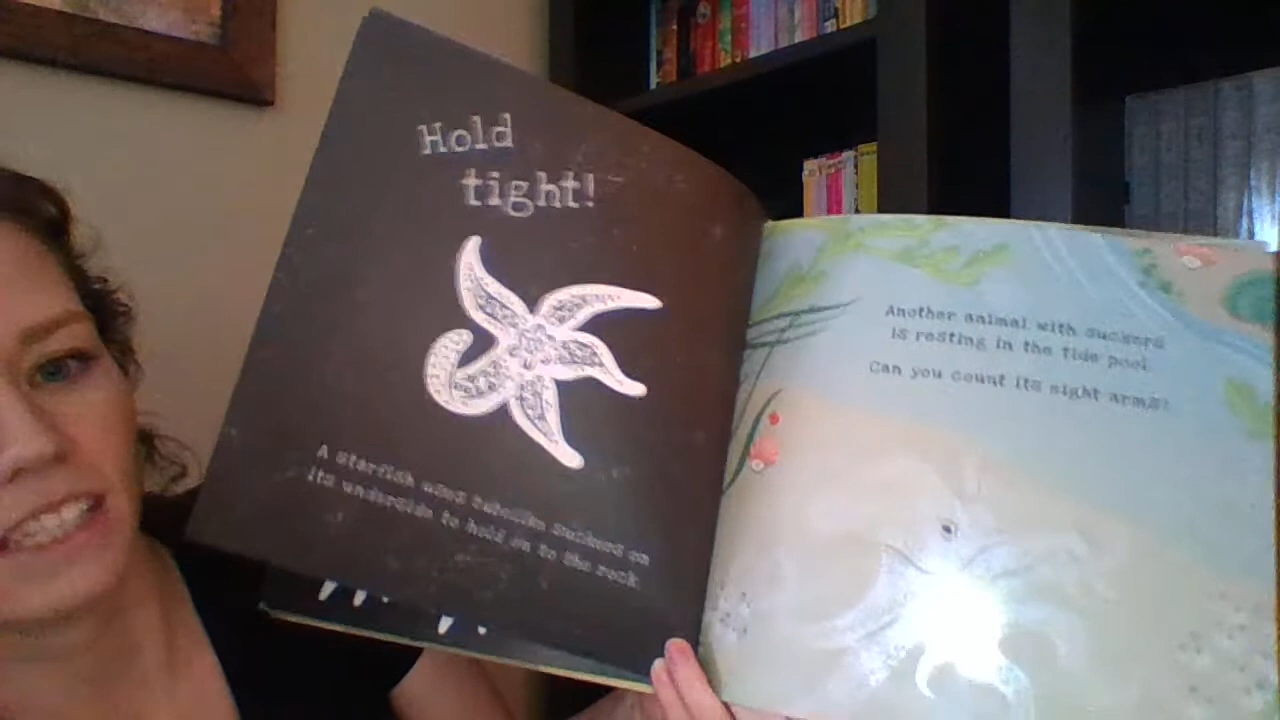 Hold
tight!
A starfish uses tubelike suckers on
its underside to hold on to the rock.
Another animal with suckers
is resting in the tide pool.
Can you count its eight arms?